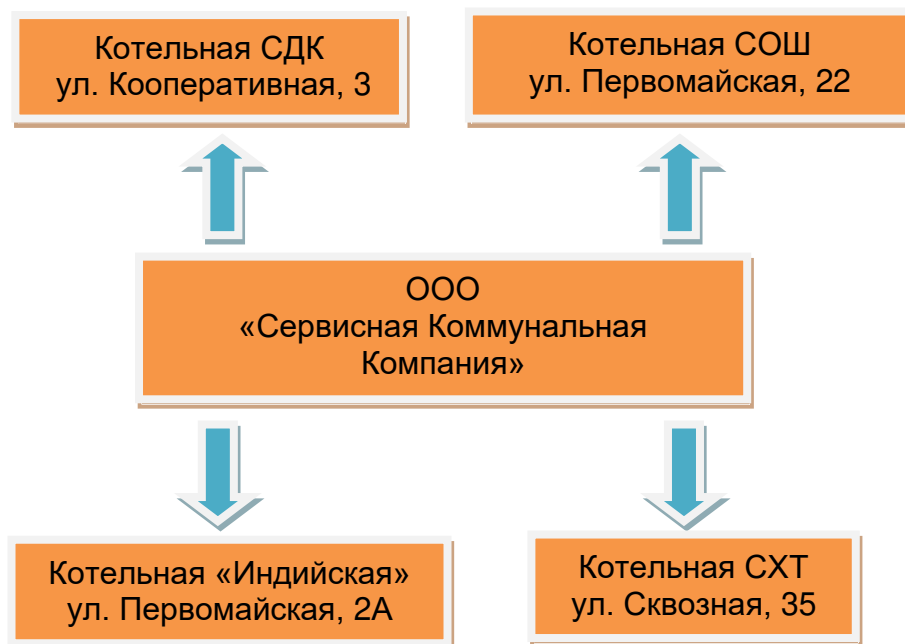 Котельная СДК
ул. Кооперативная, 3
Котельная СОШ
ул. Первомайская, 22
ООО
«Сервисная Коммунальная
Компания»
Котельная «Индийская»
ул. Первомайская, 2А
Котельная СХТ
ул. Сквозная, 35